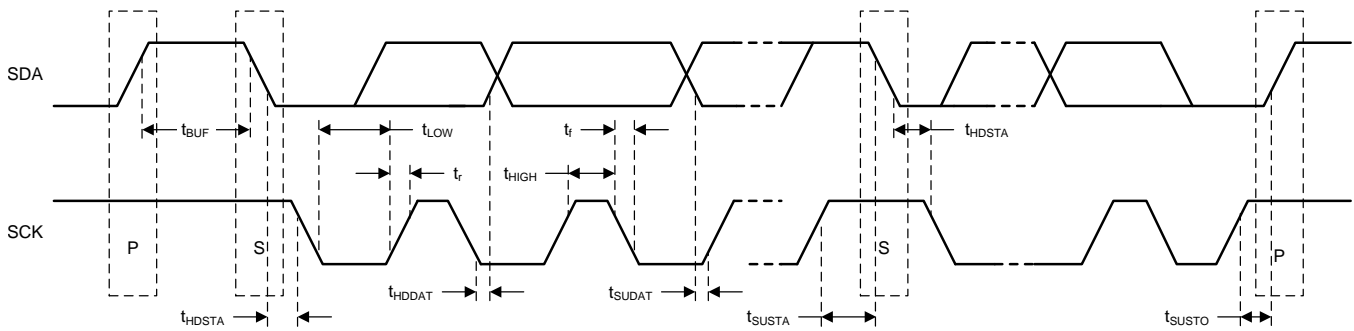 SDA
tBUF
tLOW
tf
tHDSTA
tr
tHIGH
SCK
P
S
S
P
tHDDAT
tSUDAT
tHDSTA
tSUSTA
tSUSTO